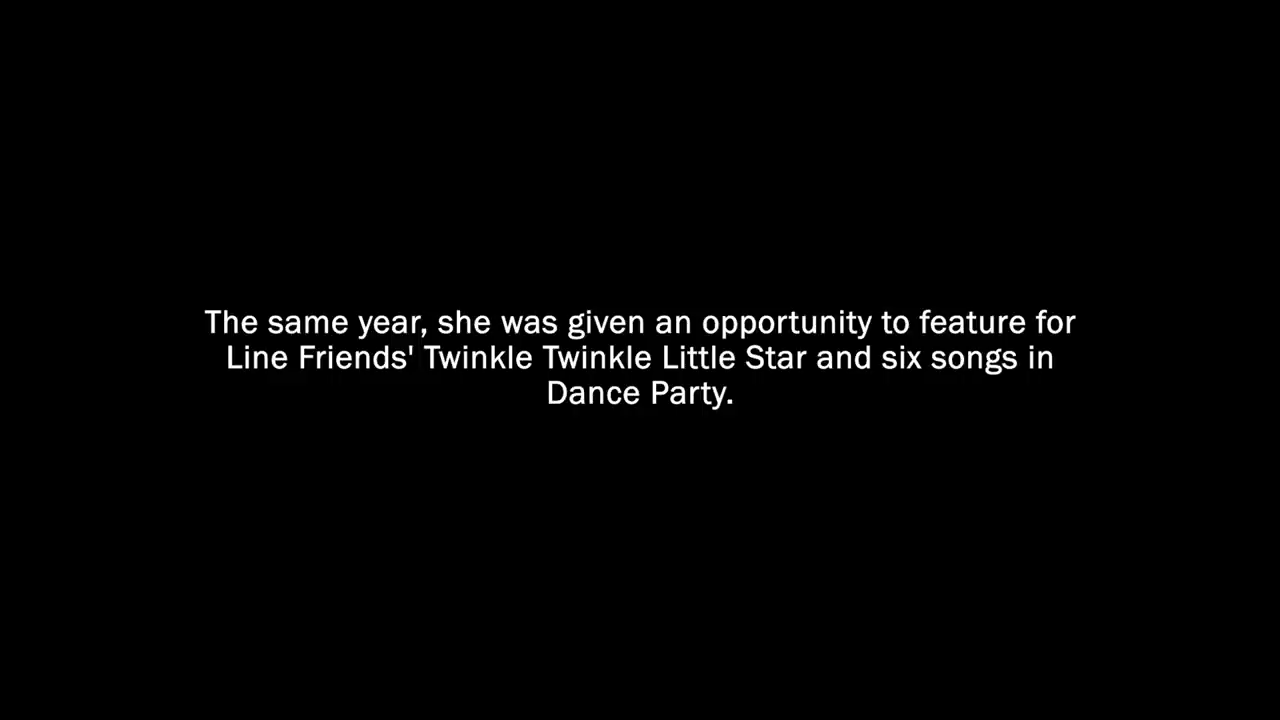 The same year, she was given an opportunity to feature for
Line Friends' Twinkle Twinkle Little Star and six songs in
Dance Party.